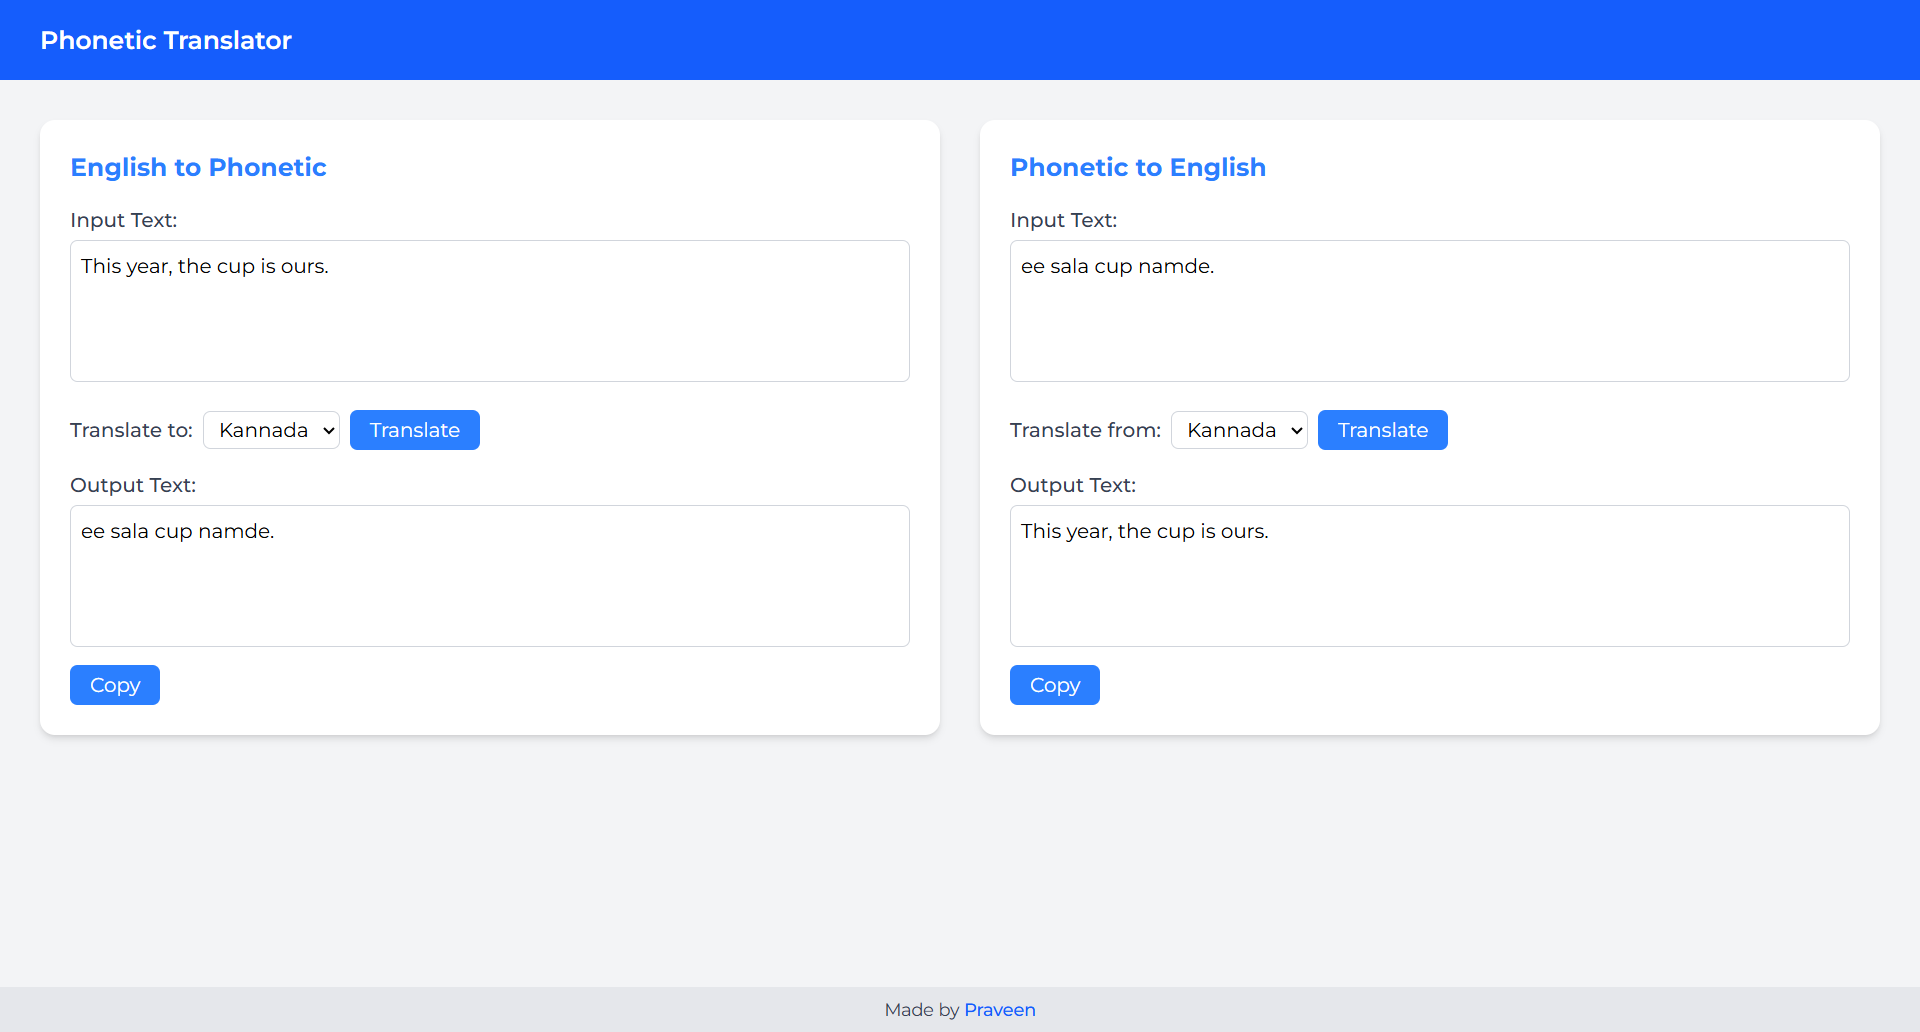 Phonetic Translator
English to Phonetic
Input Text:
This year, the cup is ours.
Translate to: Kannada Translate
Output Text:
ee sala cup namde.
Copy
Phonetic to English
Input Text:
ee sala cup namde.
Translate from: Kannada Translate
Output Text:
This year, the cup is ours.
Copy
Made by Praveen